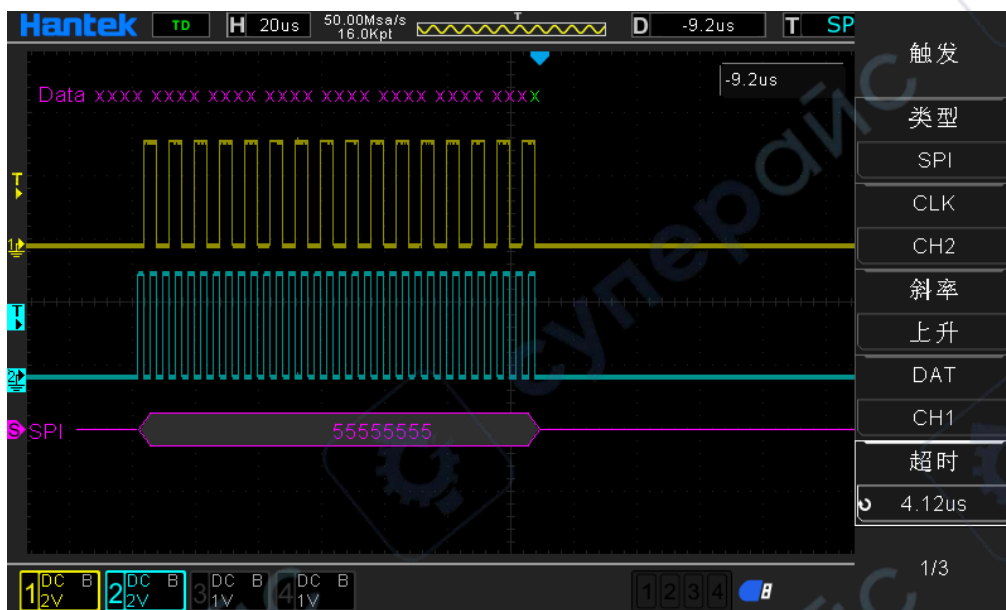 Hantek TD H 20us 50.00Msa/s 16.0Kpt T D -9.2us T SP
触发
-9.2us
Data xxxx xxxx xxxx xxxx xxxx xxxx xxxx xxxx
类型
SPI
T
CLK
1 CH2
斜率
T 上升
DAT
2 CH1
S SPI 55555555
超时
4.12us
1/3
1 DC B 2V 2 DC B 2V 3 DC B 1V 4 DC B 1V 1 2 3 4
суперайс